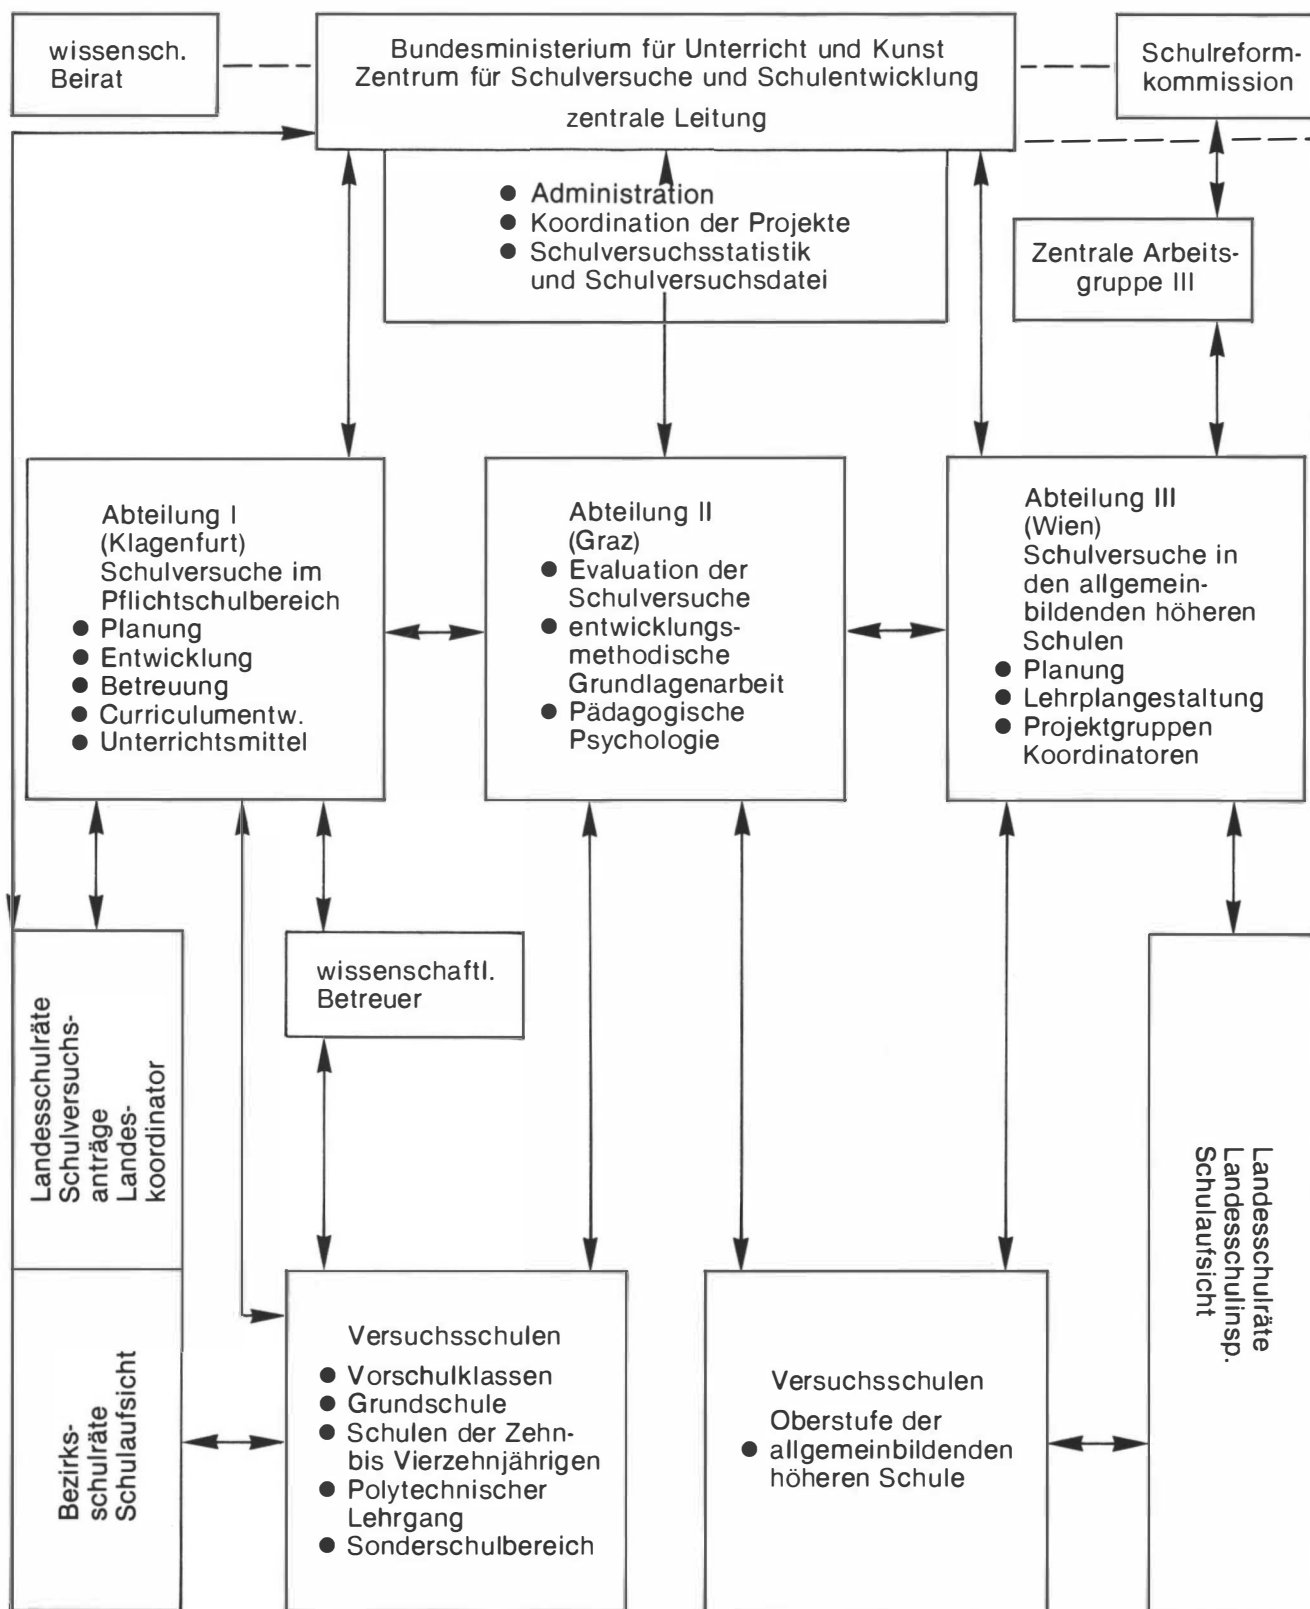 wissensch.
Beirat
Bundesministerium für Unterricht und Kunst
Zentrum für Schulversuche und Schulentwicklung
zentrale Leitung
Schulreform-
kommission
● Administration
● Koordination der Projekte
● Schulversuchsstatistik
und Schulversuchsdatei
Zentrale Arbeits-
gruppe III
Abteilung I
(Klagenfurt)
Schulversuche im
Pflichtschulbereich
● Planung
● Entwicklung
● Betreuung
● Curriculumentw.
● Unterrichtsmittel
Abteilung II
(Graz)
● Evaluation der
Schulversuche
● entwicklungs-
methodische
Grundlagenarbeit
● Pädagogische
Psychologie
Abteilung III
(Wien)
Schulversuche in
den allgemein-
bildenden höheren
Schulen
● Planung
● Lehrplangestaltung
● Projektgruppen
Koordinatoren
Landesschulräte
Schulversuchs-
anträge
Landes-
koordinator
wissenschaftl.
Betreuer
Landesschulräte
Landesschulinsp.
Schulaufsicht
Bezirks-
schulräte
Schulaufsicht
Versuchsschulen
● Vorschulklassen
● Grundschule
● Schulen der Zehn-
bis Vierzehnjährigen
● Polytechnischer
Lehrgang
● Sonderschulbereich
Versuchsschulen
Oberstufe der
● allgemeinbildenden
höheren Schule